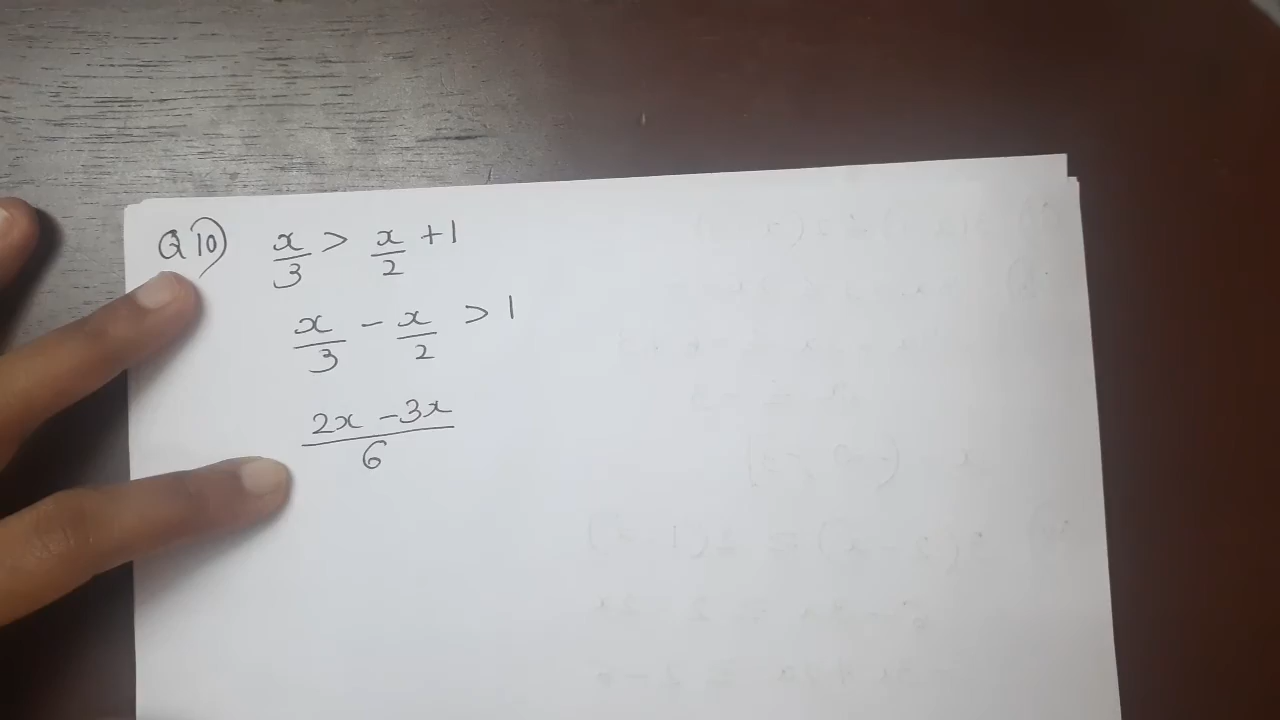 Q10) x/3 > x/2 + 1
x/3 - x/2 > 1
2x - 3x/6